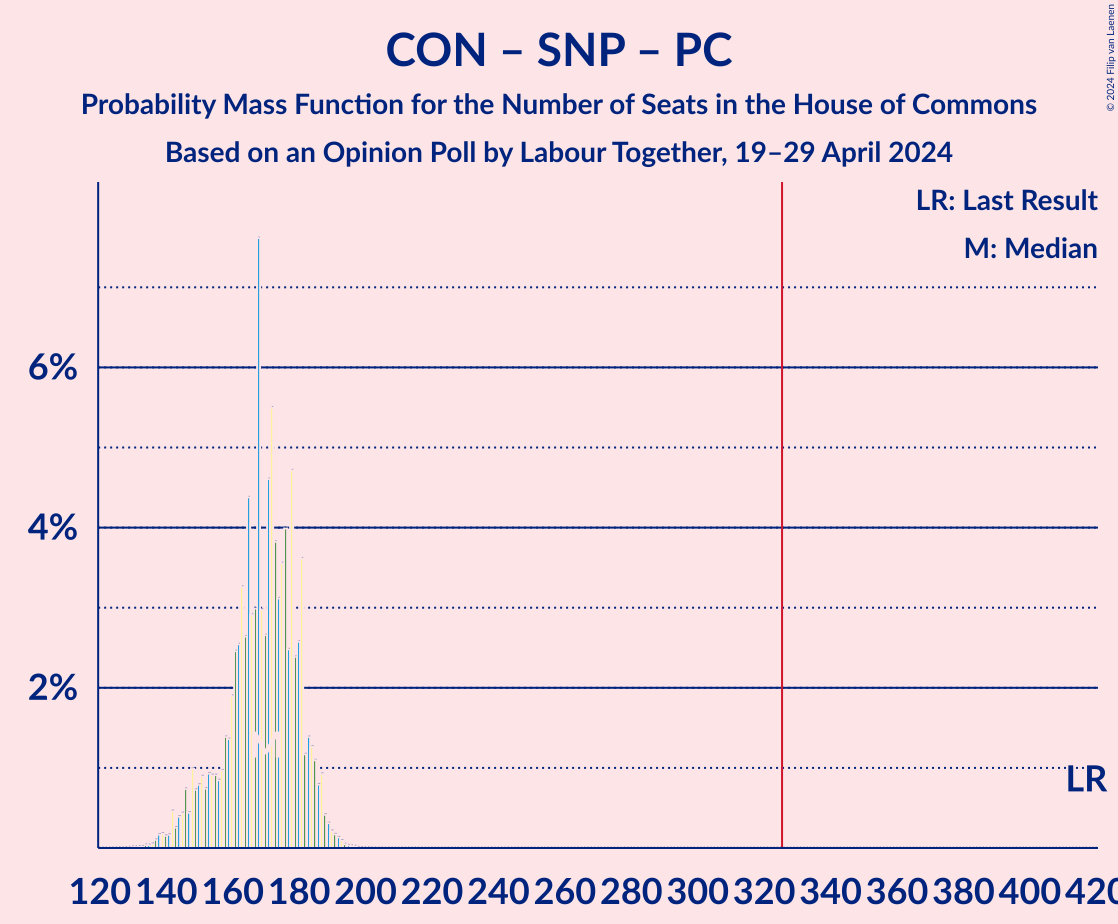 CON – SNP – PC
Probability Mass Function for the Number of Seats in the House of Commons
Based on an Opinion Poll by Labour Together, 19–29 April 2024
© 2024 Filip van Laenen
LR: Last Result
M: Median
6%
4%
2%
LR
120 140 160 180 200 220 240 260 280 300 320 340 360 380 400 420